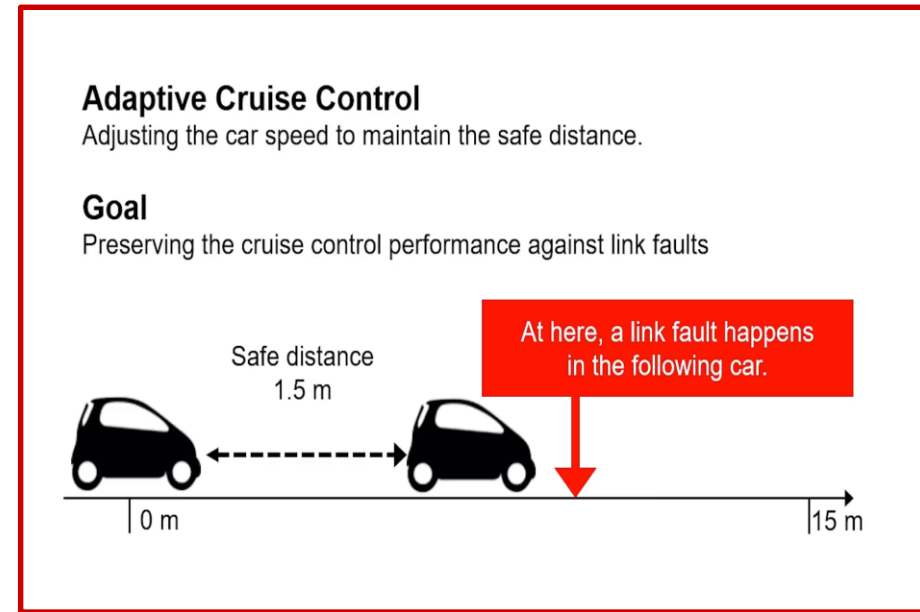 Adaptive Cruise Control
Adjusting the car speed to maintain the safe distance.
Goal
Preserving the cruise control performance against link faults
At here, a link fault happens
in the following car.
Safe distance
1.5 m
0 m
15 m